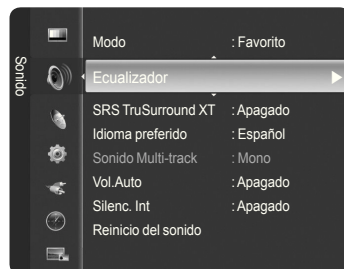 Sonido
Modo : Favorito
Ecualizador
SRS TruSurround XT : Apagado
Idioma preferido : Español
Sonido Multi-track : Mono
Vol.Auto : Apagado
Silenc. Int : Apagado
Reinicio del sonido